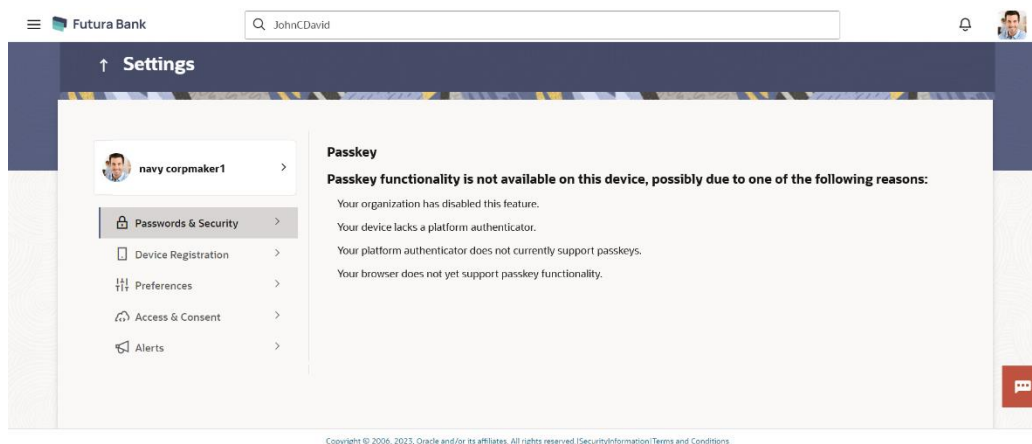 Futura Bank
JohnCDavid
↑ Settings
navy corpmaker1
Passwords & Security
Device Registration
Preferences
Access & Consent
Alerts
Passkey
Passkey functionality is not available on this device, possibly due to one of the following reasons:
Your organization has disabled this feature.
Your device lacks a platform authenticator.
Your platform authenticator does not currently support passkeys.
Your browser does not yet support passkey functionality.
Copyright © 2006, 2023, Oracle and/or its affiliates. All rights reserved.|SecurityInformation|Terms and Conditions